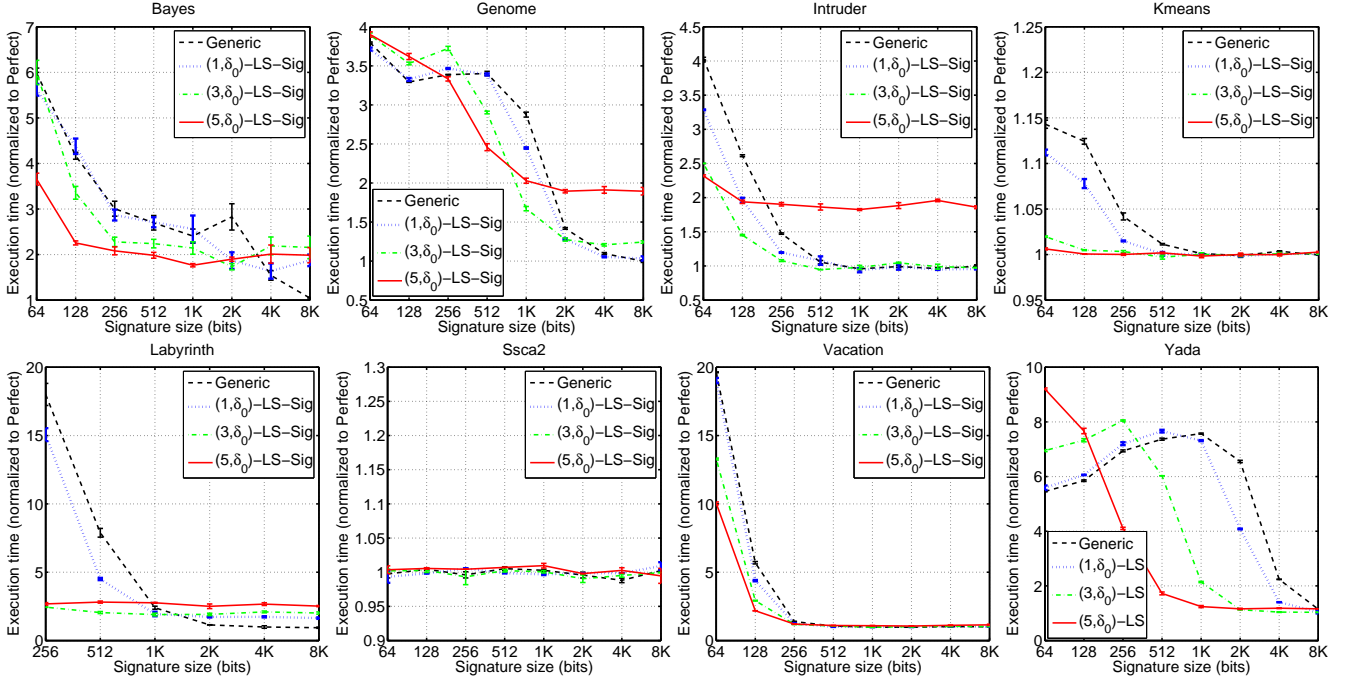 Bayes
Execution time (normalized to Perfect)
7
6
5
4
3
2
1
64 128 256 512 1K 2K 4K 8K
Signature size (bits)
Generic
(1,δ0)−LS−Sig
(3,δ0)−LS−Sig
(5,δ0)−LS−Sig
Genome
Execution time (normalized to Perfect)
4
3.5
3
2.5
2
1.5
1
0.5
64 128 256 512 1K 2K 4K 8K
Signature size (bits)
Generic
(1,δ0)−LS−Sig
(3,δ0)−LS−Sig
(5,δ0)−LS−Sig
Intruder
Execution time (normalized to Perfect)
4.5
4
3.5
3
2.5
2
1.5
1
0.5
64 128 256 512 1K 2K 4K 8K
Signature size (bits)
Generic
(1,δ0)−LS−Sig
(3,δ0)−LS−Sig
(5,δ0)−LS−Sig
Kmeans
Execution time (normalized to Perfect)
1.25
1.2
1.15
1.1
1.05
1
0.95
64 128 256 512 1K 2K 4K 8K
Signature size (bits)
Generic
(1,δ0)−LS−Sig
(3,δ0)−LS−Sig
(5,δ0)−LS−Sig
Labyrinth
Execution time (normalized to Perfect)
20
15
10
5
0
256 512 1K 2K 4K 8K
Signature size (bits)
Generic
(1,δ0)−LS−Sig
(3,δ0)−LS−Sig
(5,δ0)−LS−Sig
Ssca2
Execution time (normalized to Perfect)
1.3
1.25
1.2
1.15
1.1
1.05
1
0.95
0.9
64 128 256 512 1K 2K 4K 8K
Signature size (bits)
Generic
(1,δ0)−LS−Sig
(3,δ0)−LS−Sig
(5,δ0)−LS−Sig
Vacation
Execution time (normalized to Perfect)
20
15
10
5
0
64 128 256 512 1K 2K 4K 8K
Signature size (bits)
Generic
(1,δ0)−LS−Sig
(3,δ0)−LS−Sig
(5,δ0)−LS−Sig
Yada
Execution time (normalized to Perfect)
10
8
6
4
2
0
64 128 256 512 1K 2K 4K 8K
Signature size (bits)
Generic
(1,δ0)−LS
(3,δ0)−LS
(5,δ0)−LS